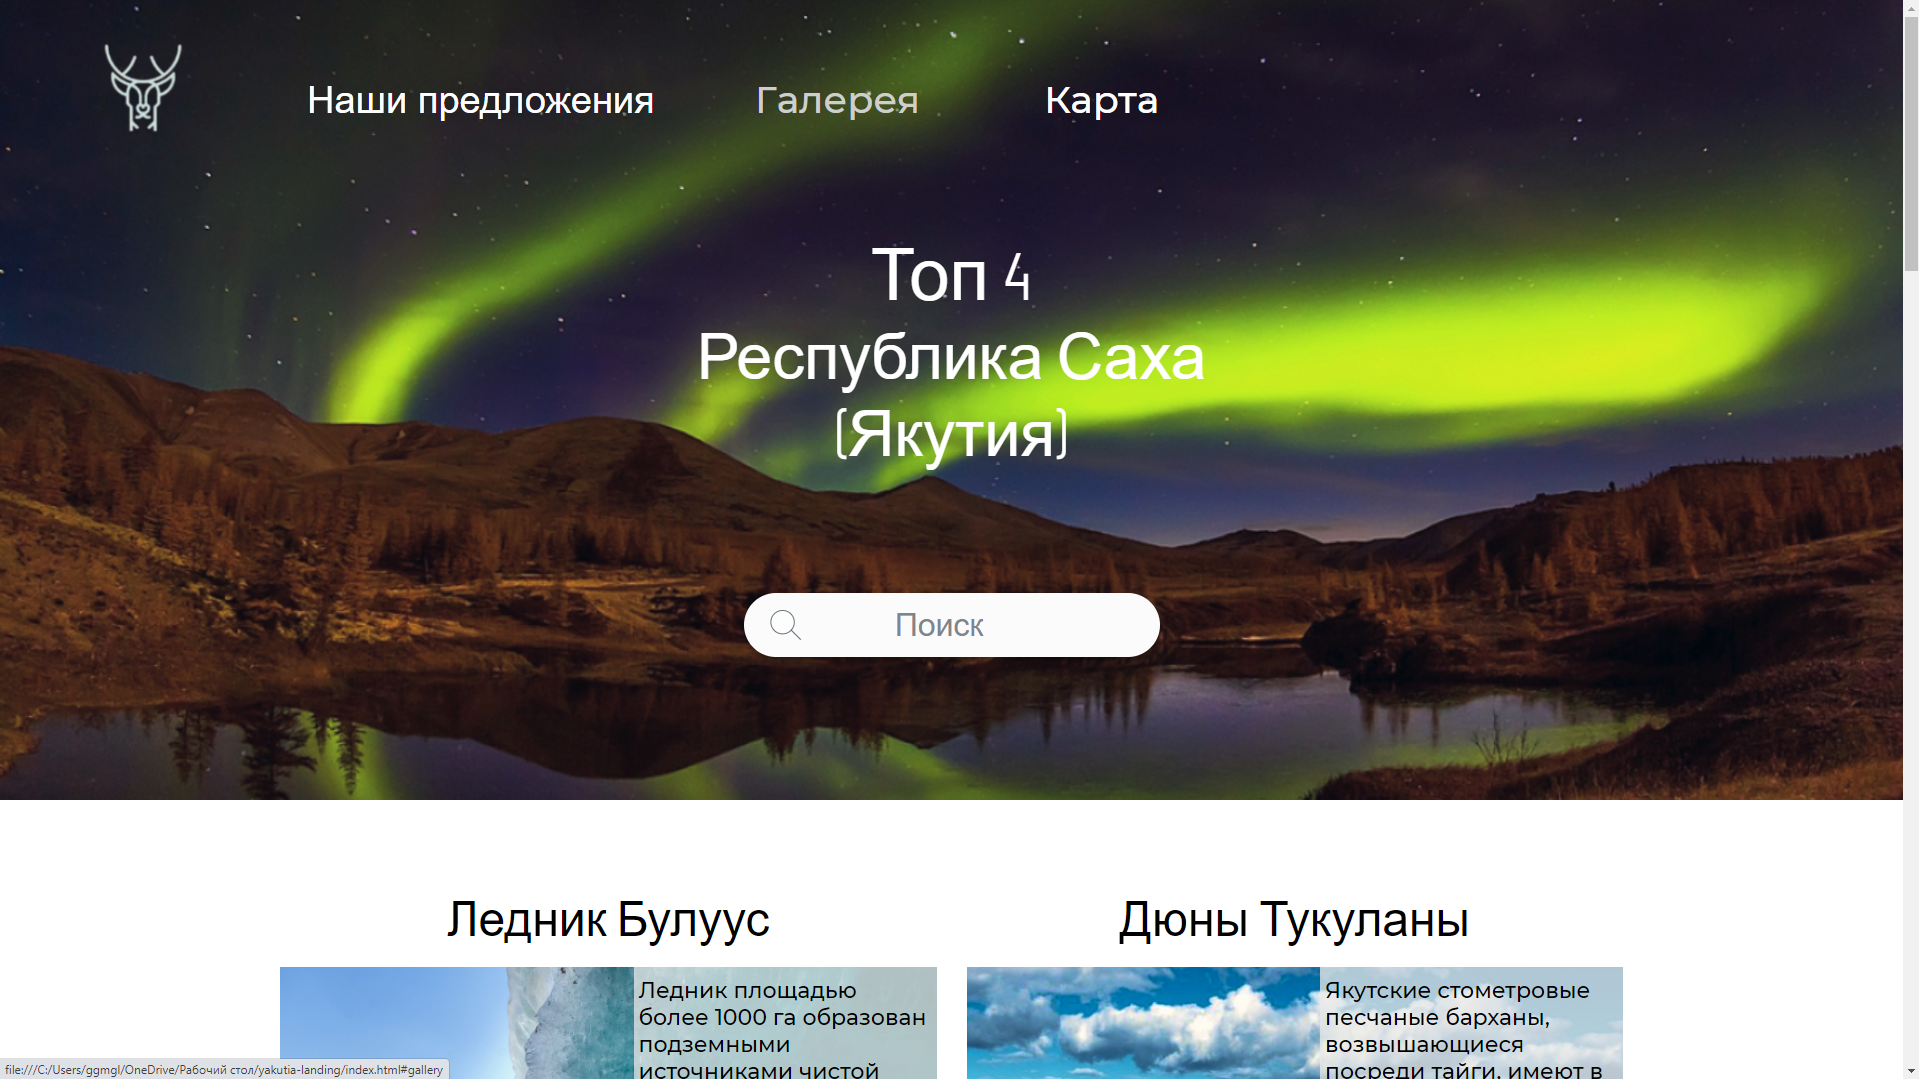 Наши предложения
Галерея
Карта
Топ 4
Республика Саха
(Якутия)
Поиск
Ледник Булуус
Дюны Тукуланы
Ледник площадью
более 1000 га образован
подземными
источниками чистой
Якутские стометровые
песчаные барханы,
возвышающиеся
посреди тайги, имеют в
file:///C:/Users/ggmgl/OneDrive/Рабочий стол/yakutia-landing/index.html#gallery